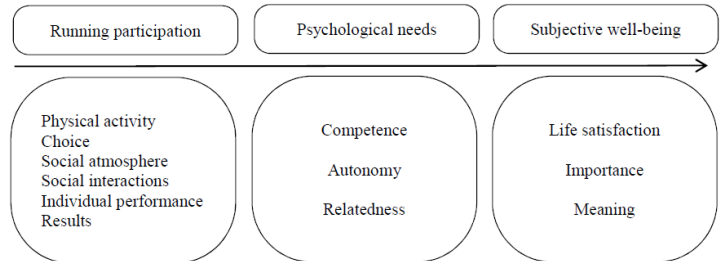 Running participation
Psychological needs
Subjective well-being
Physical activity
Choice
Social atmosphere
Social interactions
Individual performance
Results
Competence
Autonomy
Relatedness
Life satisfaction
Importance
Meaning